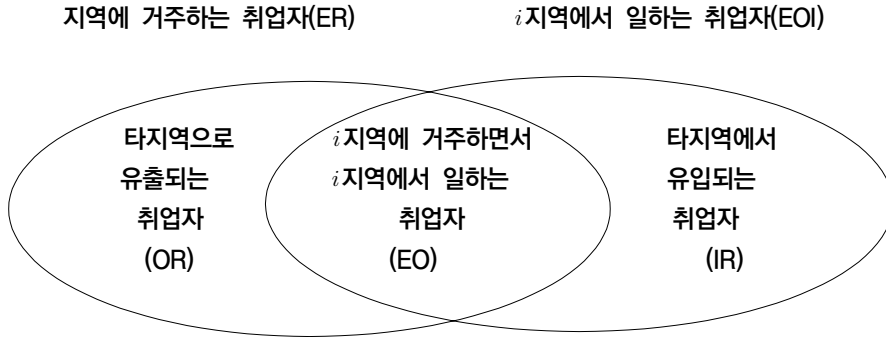 지역에 거주하는 취업자(ER)
i지역에서 일하는 취업자(EOI)
타지역으로
유출되는
취업자
(OR)
i지역에 거주하면서
i지역에서 일하는
취업자
(EO)
타지역에서
유입되는
취업자
(IR)